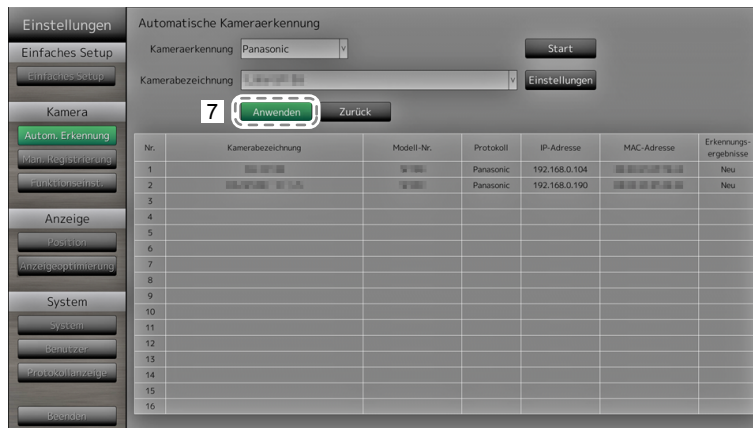 Einstellungen
Einfaches Setup
Einfaches Setup
Kamera
Autom. Erkennung
Man. Registrierung
Funktionseinst.
Anzeige
Position
Anzeigeoptimierung
System
System
Benutzer
Protokollanzeige
Beenden
Automatische Kameraerkennung
Kameraerkennung Panasonic v Start
Kamerabezeichnung v Einstellungen
7 Anwenden Zurück
Nr. Kamerabezeichnung Modell-Nr. Protokoll IP-Adresse MAC-Adresse Erkennungs-
ergebnisse
1 Panasonic 192.168.0.104 Neu
2 Panasonic 192.168.0.190 Neu
3
4
5
6
7
8
9
10
11
12
13
14
15
16